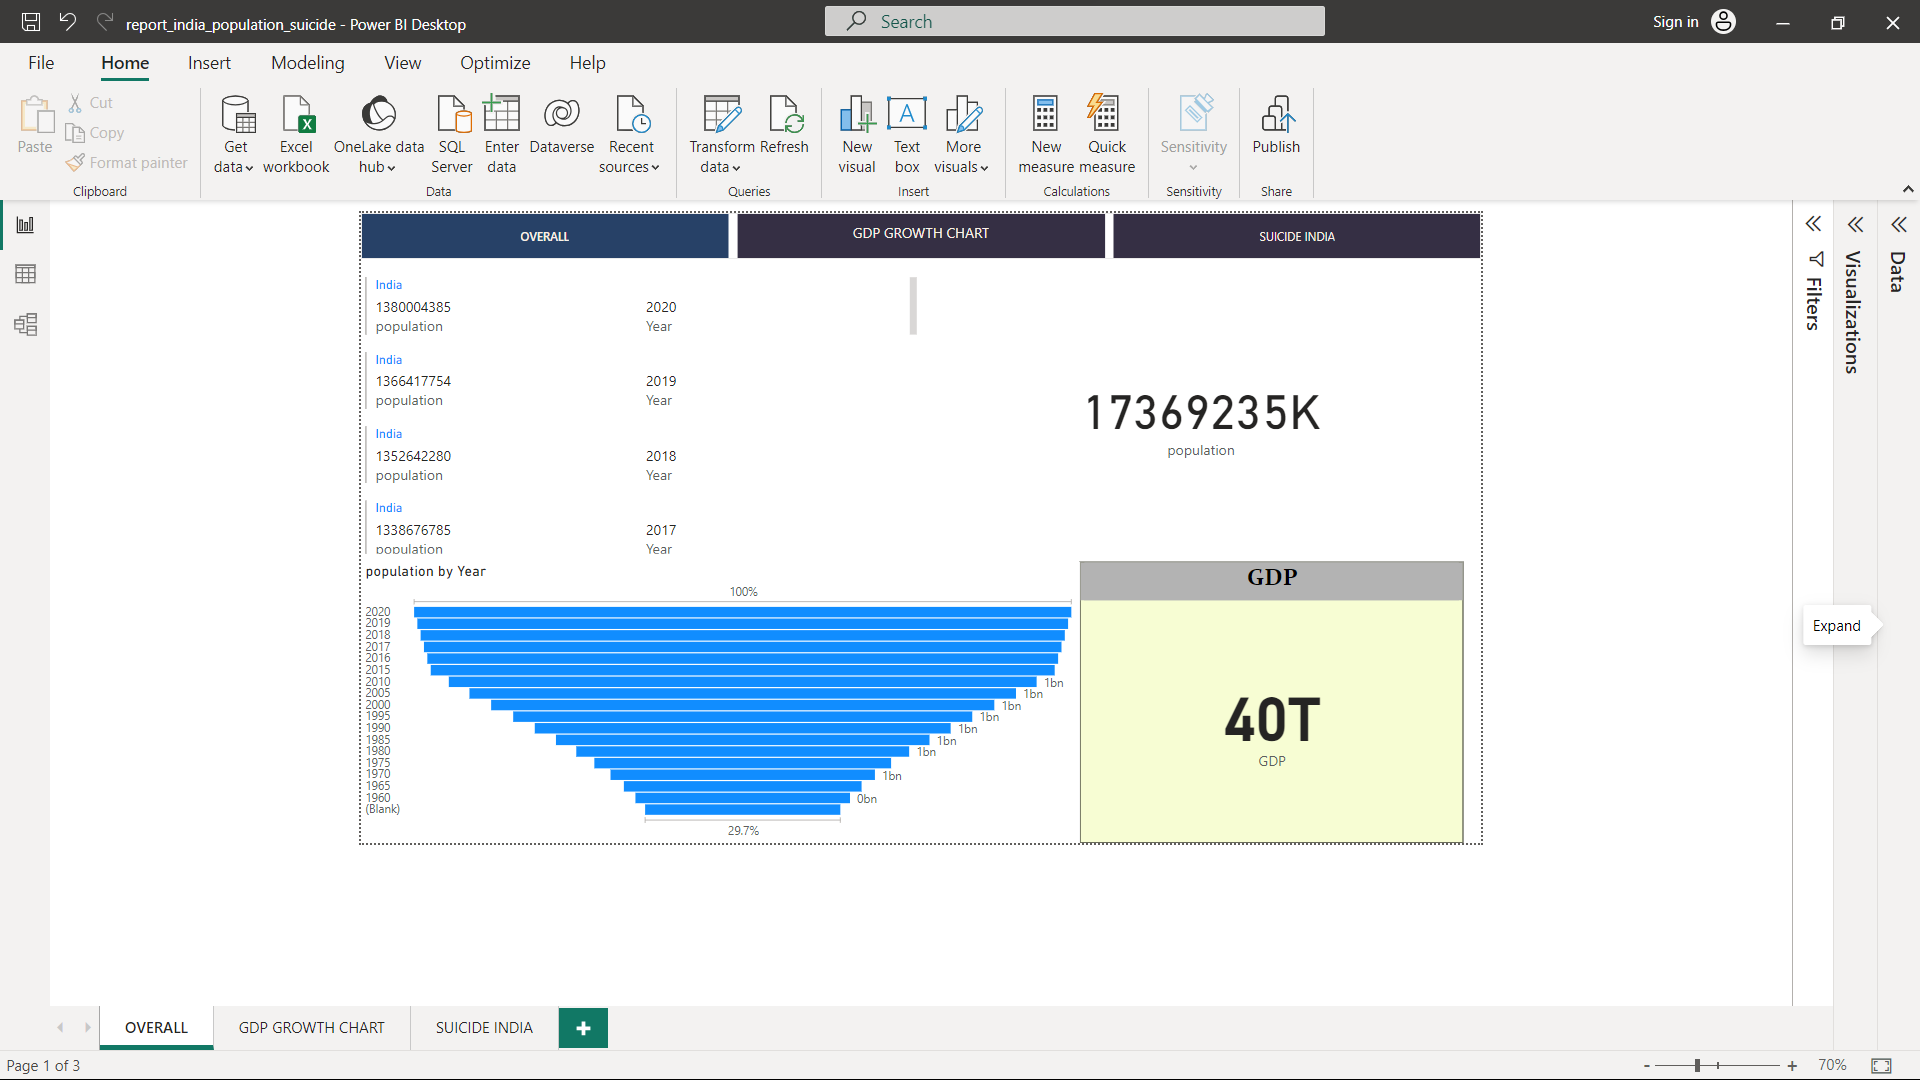 report_india_population_suicide - Power BI Desktop
Search
Sign in
File Home Insert Modeling View Optimize Help
Paste
Cut
Copy
Format painter
Clipboard
Get data
Excel workbook
OneLake data hub
SQL Server
Enter data
Dataverse
Recent sources
Data
Transform data
Refresh
Queries
New visual
A
Text box
More visuals
Insert
New measure
Quick measure
Calculations
Sensitivity
Sensitivity
Publish
Share
OVERALL
GDP GROWTH CHART
SUICIDE INDIA
India
1380004385 2020
population Year
India
1366417754 2019
population Year
India
1352642280 2018
population Year
India
1338676785 2017
population Year
17369235K
population
population by Year
100%
2020
2019
2018
2017
2016
2015
2010 1bn
2005 1bn
2000 1bn
1995 1bn
1990 1bn
1985 1bn
1980 1bn
1975
1970 1bn
1965
1960 0bn
(Blank)
29.7%
GDP
40T
GDP
Filters
Visualizations
Data
Expand
OVERALL
GDP GROWTH CHART
SUICIDE INDIA
+
Page 1 of 3
- + 70%